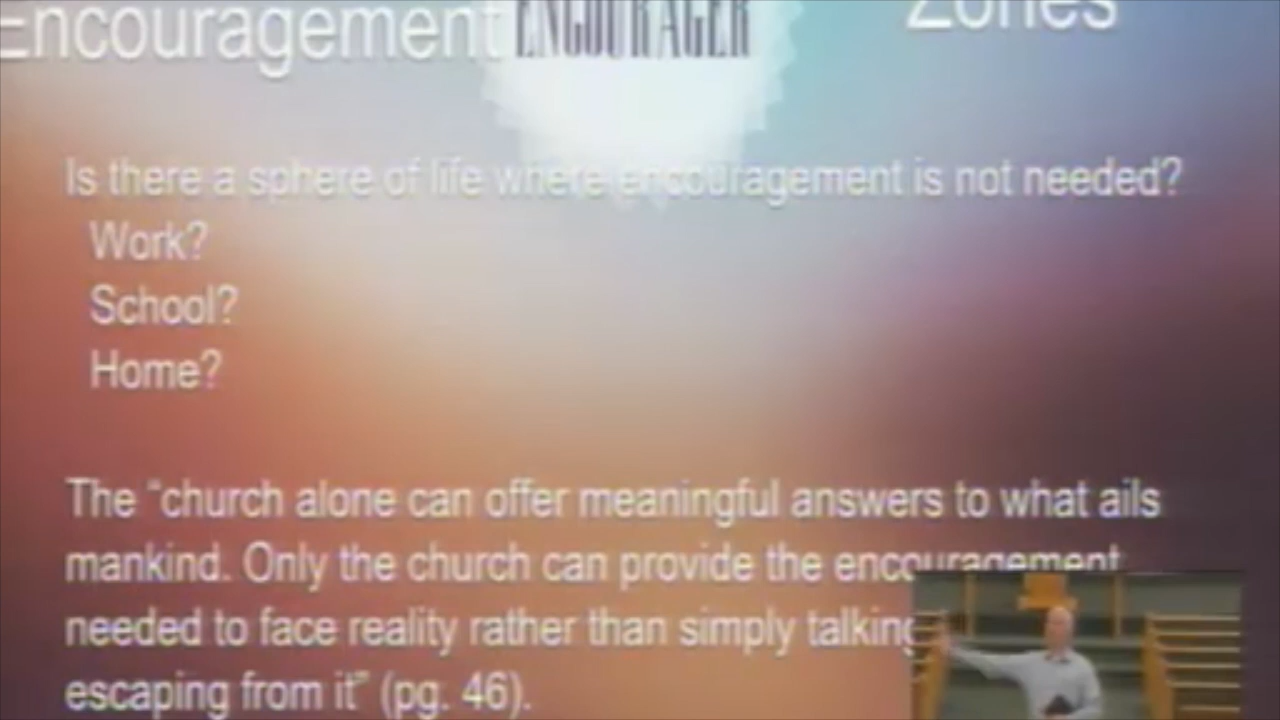 Encouragement ENCOURAGER Zones
Is there a sphere of life where encouragement is not needed?
Work?
School?
Home?
The “church alone can offer meaningful answers to what ails
mankind. Only the church can provide the encouragement
needed to face reality rather than simply talking
escaping from it” (pg. 46).